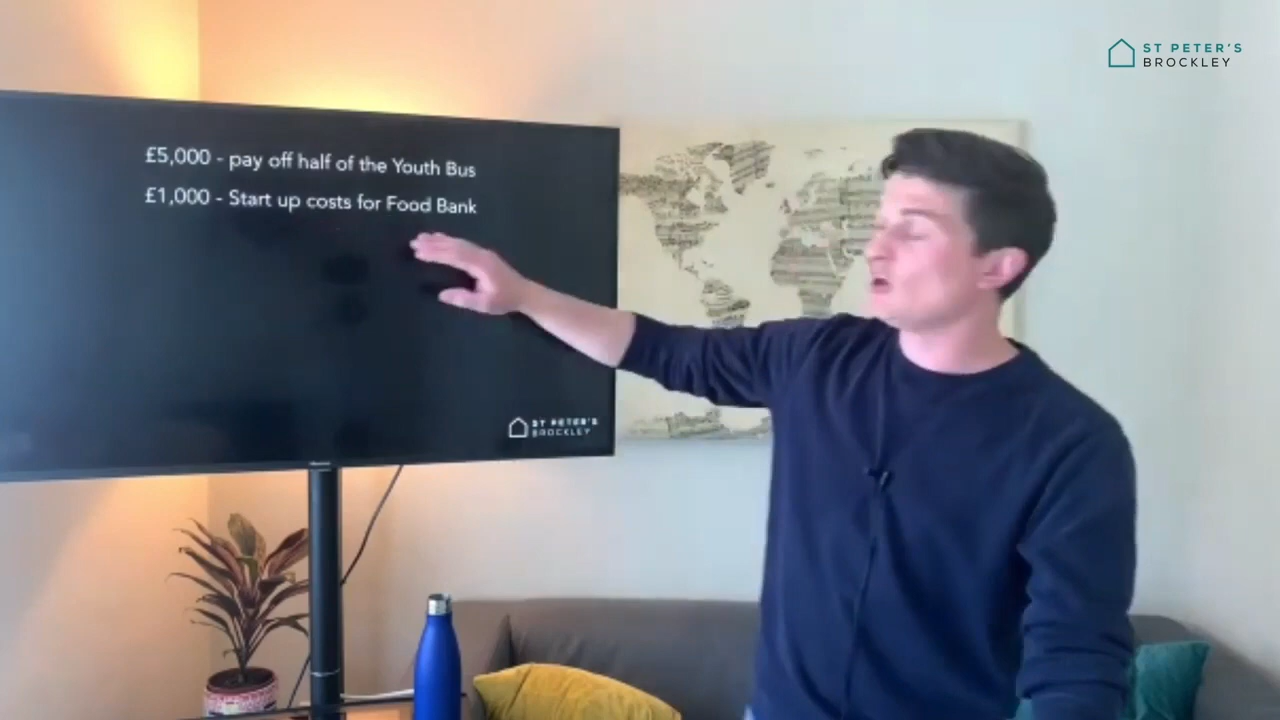 ST PETER'S
BROCKLEY
£5,000 - pay off half of the Youth Bus
£1,000 - Start up costs for Food Bank
ST PETER'S
BROCKLEY